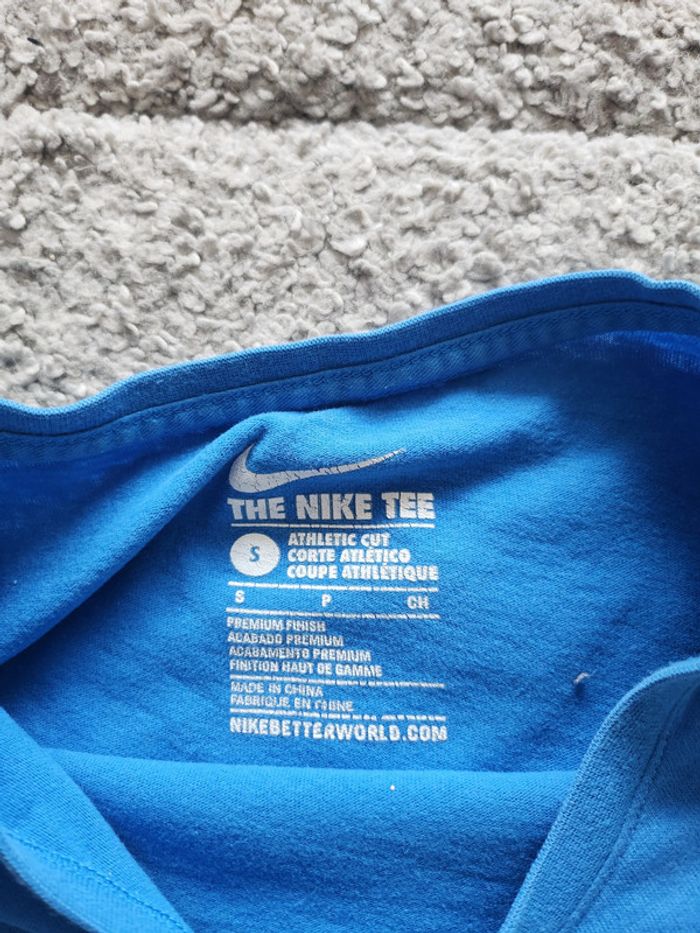 THE NIKE TEE
S
ATHLETIC CUT
CORTE ATLÉTICO
COUPE ATHLÉTIQUE
S P CH
PREMIUM FINISH
ACABADO PREMIUM
ACABAMENTO PREMIUM
FINITION HAUT DE GAMME
MADE IN CHINA
FABRIQUÉ EN CHINE
NIKEBETTERWORLD.COM